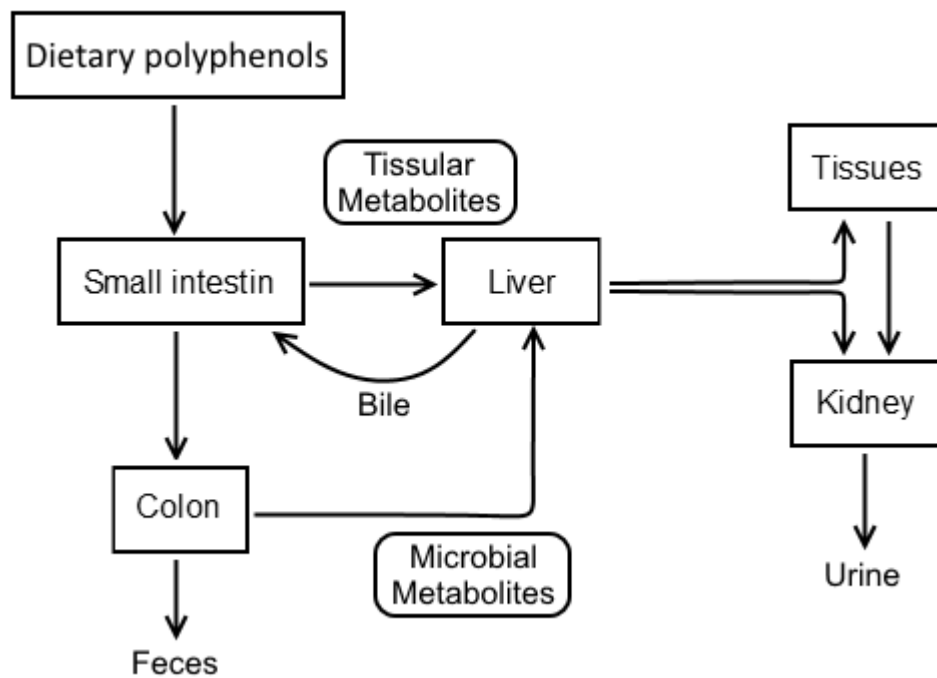 Dietary polyphenols
Tissular
Metabolites
Tissues
Small intestin
Liver
Bile
Kidney
Colon
Microbial
Metabolites
Urine
Feces